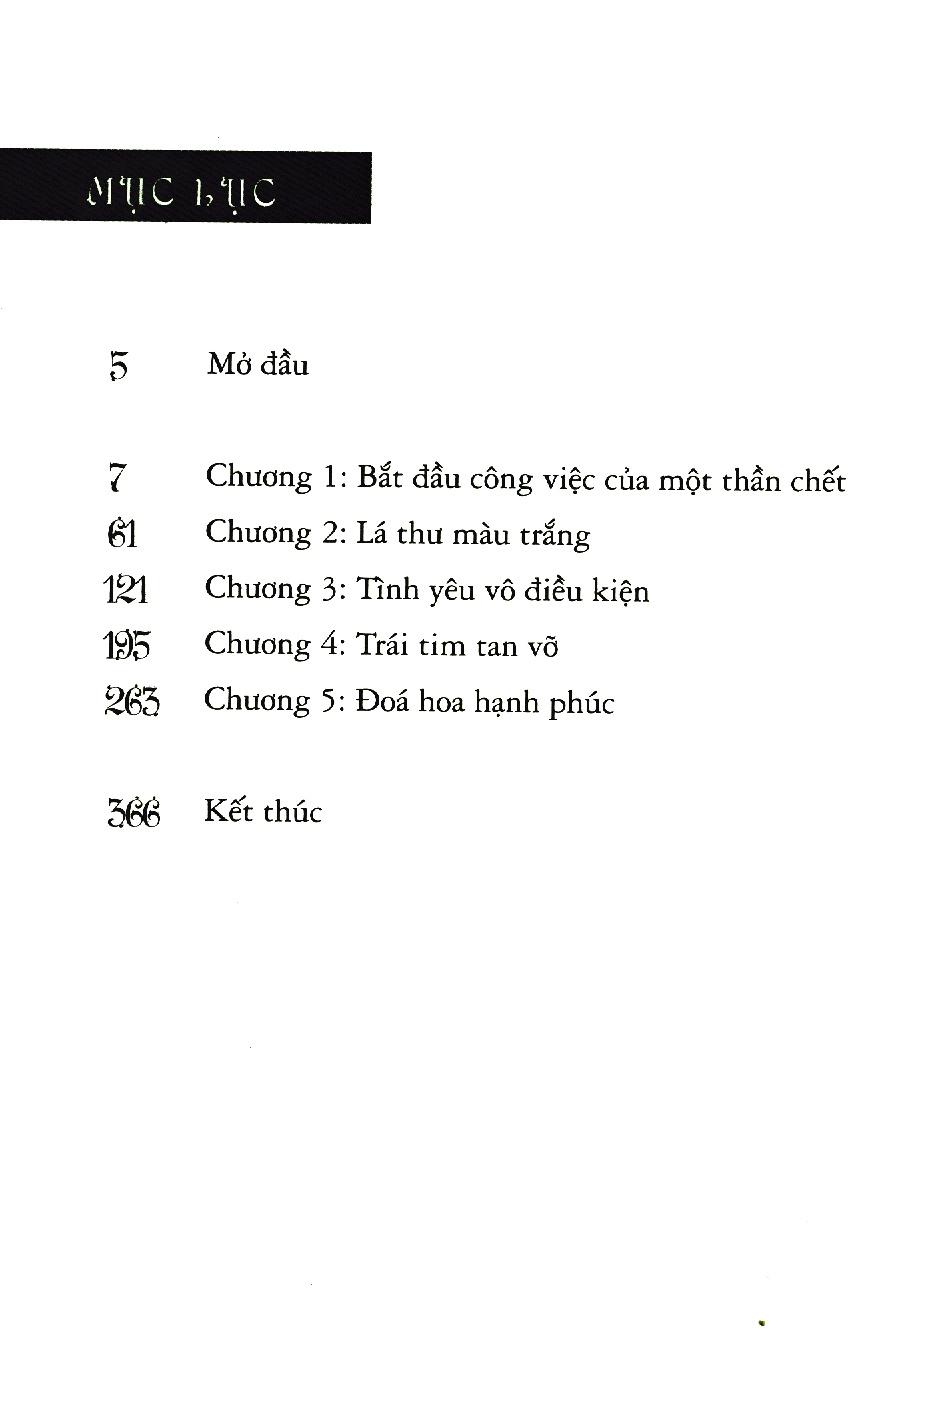 MỤC LỤC
5 Mở đầu
7 Chương 1: Bắt đầu công việc của một thần chết
61 Chương 2: Lá thư màu trắng
121 Chương 3: Tình yêu vô điều kiện
195 Chương 4: Trái tim tan vỡ
263 Chương 5: Đoá hoa hạnh phúc
366 Kết thúc